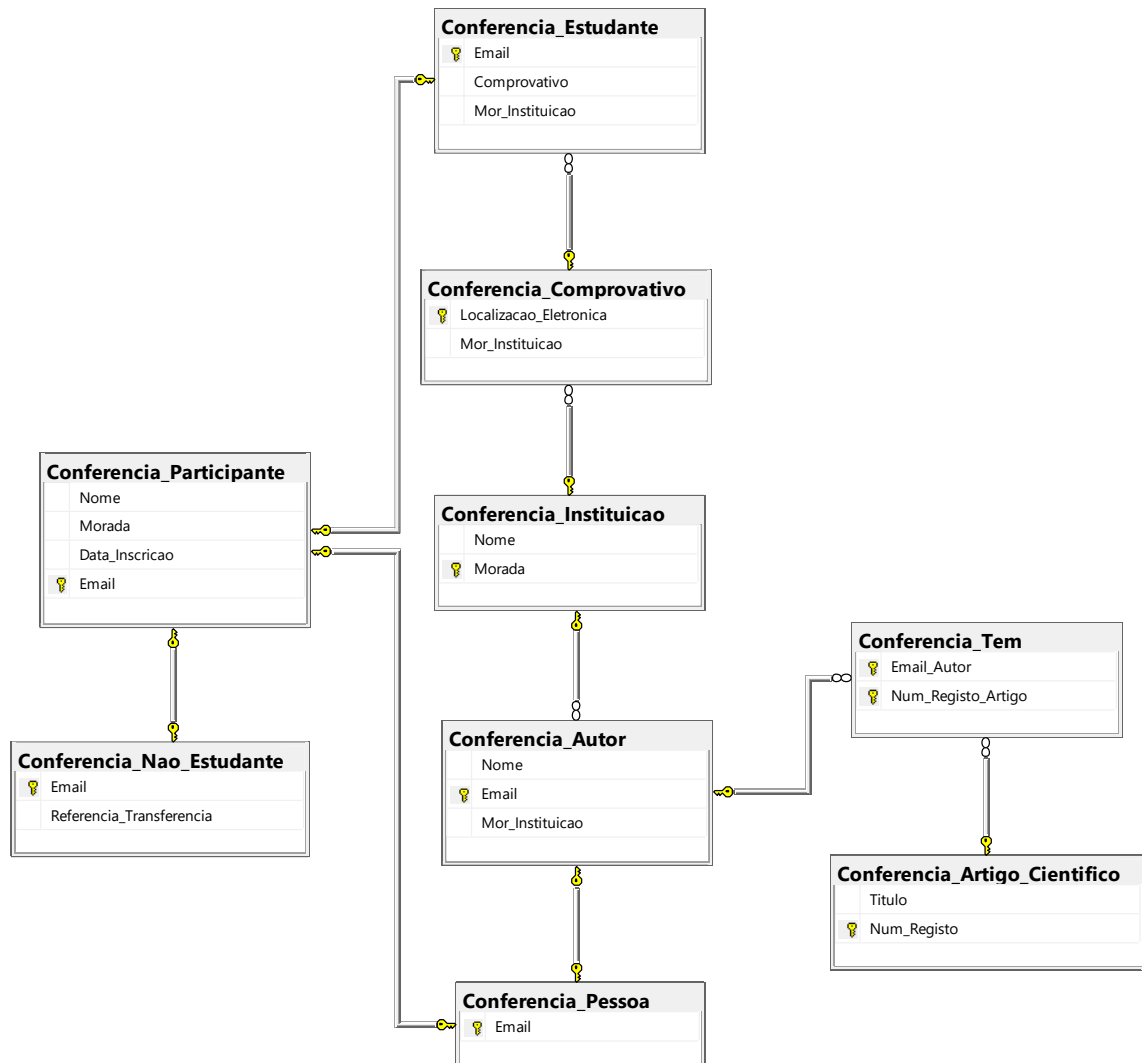 Conferencia_Estudante
Email
Comprovativo
Mor_Instituicao
Conferencia_Comprovativo
Localizacao_Eletronica
Mor_Instituicao
Conferencia_Participante
Nome
Morada
Data_Inscricao
Email
Conferencia_Instituicao
Nome
Morada
Conferencia_Tem
Email_Autor
Num_Registo_Artigo
Conferencia_Nao_Estudante
Email
Referencia_Transferencia
Conferencia_Autor
Nome
Email
Mor_Instituicao
Conferencia_Artigo_Cientifico
Titulo
Num_Registo
Conferencia_Pessoa
Email